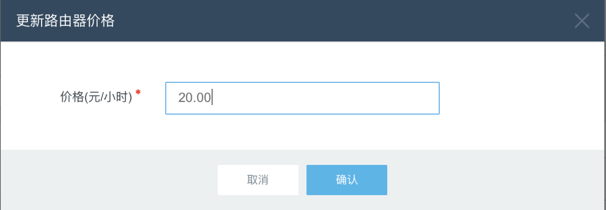 更新路由器价格
价格(元/小时) *
20.00
取消
确认